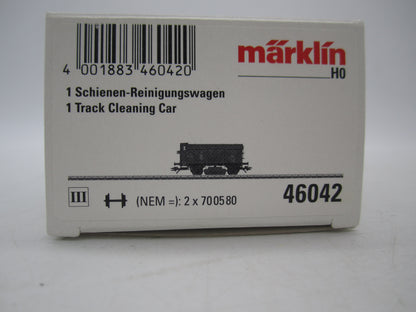 märklin
H0
4 001883 460420
1 Schienen-Reinigungswagen
1 Track Cleaning Car
III (NEM =): 2 x 700580
46042